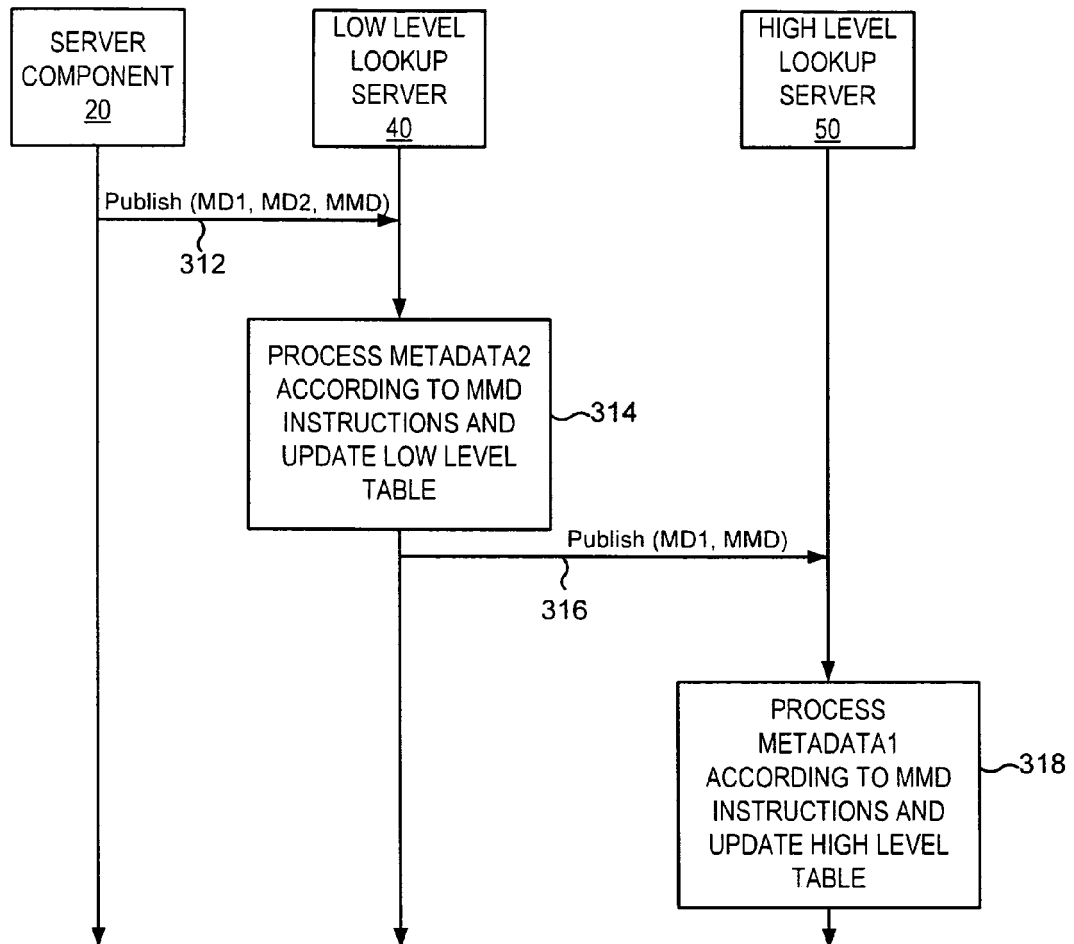 SERVER
COMPONENT
20
LOW LEVEL
LOOKUP
SERVER
40
HIGH LEVEL
LOOKUP
SERVER
50
Publish (MD1, MD2, MMD)
312
PROCESS METADATA2
ACCORDING TO MMD
INSTRUCTIONS AND
UPDATE LOW LEVEL
TABLE
314
Publish (MD1, MMD)
316
PROCESS
METADATA1
ACCORDING TO MMD
INSTRUCTIONS AND
UPDATE HIGH LEVEL
TABLE
318